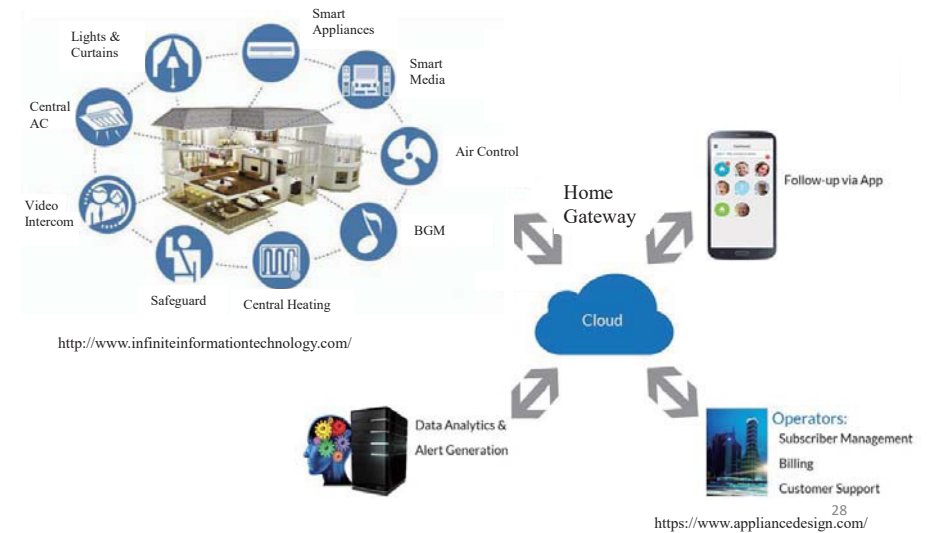 Smart
Appliances
Lights &
Curtains
Smart
Media
Central
AC
Air Control
Video
Intercom
BGM
Safeguard
Central Heating
http://www.infiniteinformationtechnology.com/
Home
Gateway
Follow-up via App
Cloud
Data Analytics &
Alert Generation
Operators:
Subscriber Management
Billing
Customer Support
28
https://www.appliancedesign.com/